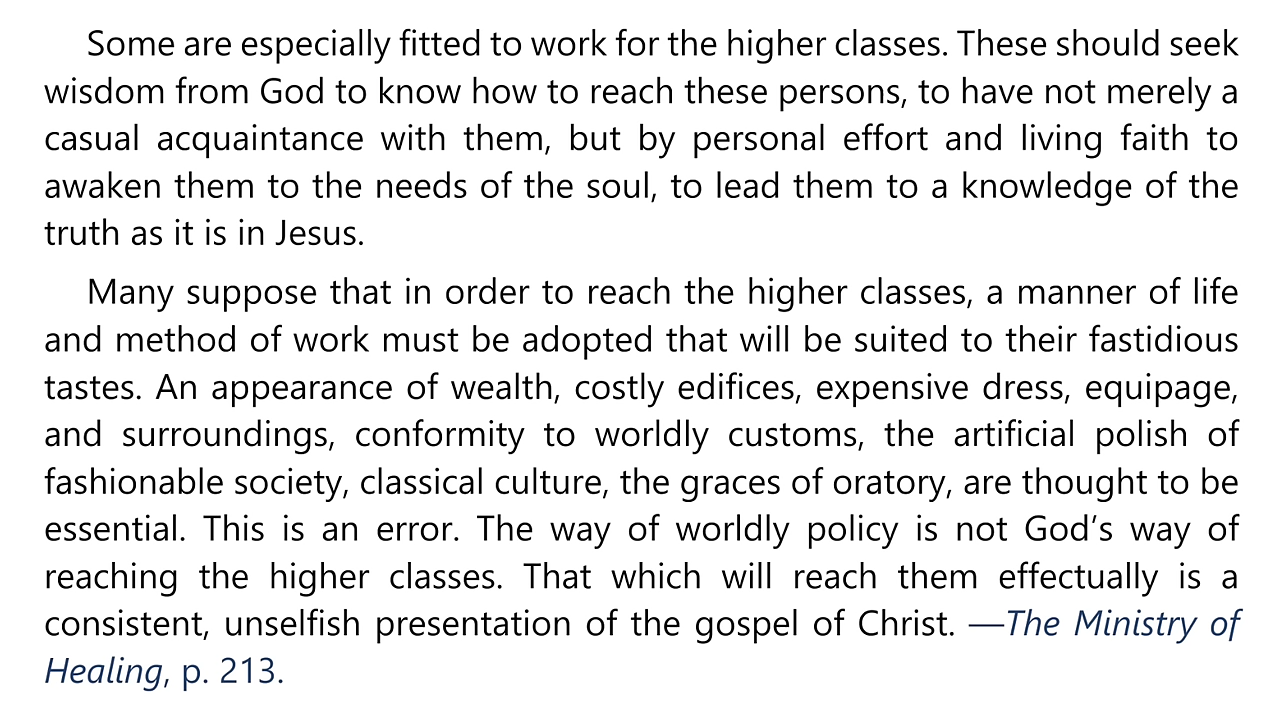 Some are especially fitted to work for the higher classes. These should seek
wisdom from God to know how to reach these persons, to have not merely a
casual acquaintance with them, but by personal effort and living faith to
awaken them to the needs of the soul, to lead them to a knowledge of the
truth as it is in Jesus.
Many suppose that in order to reach the higher classes, a manner of life
and method of work must be adopted that will be suited to their fastidious
tastes. An appearance of wealth, costly edifices, expensive dress, equipage,
and surroundings, conformity to worldly customs, the artificial polish of
fashionable society, classical culture, the graces of oratory, are thought to be
essential. This is an error. The way of worldly policy is not God’s way of
reaching the higher classes. That which will reach them effectually is a
consistent, unselfish presentation of the gospel of Christ. —The Ministry of
Healing, p. 213.